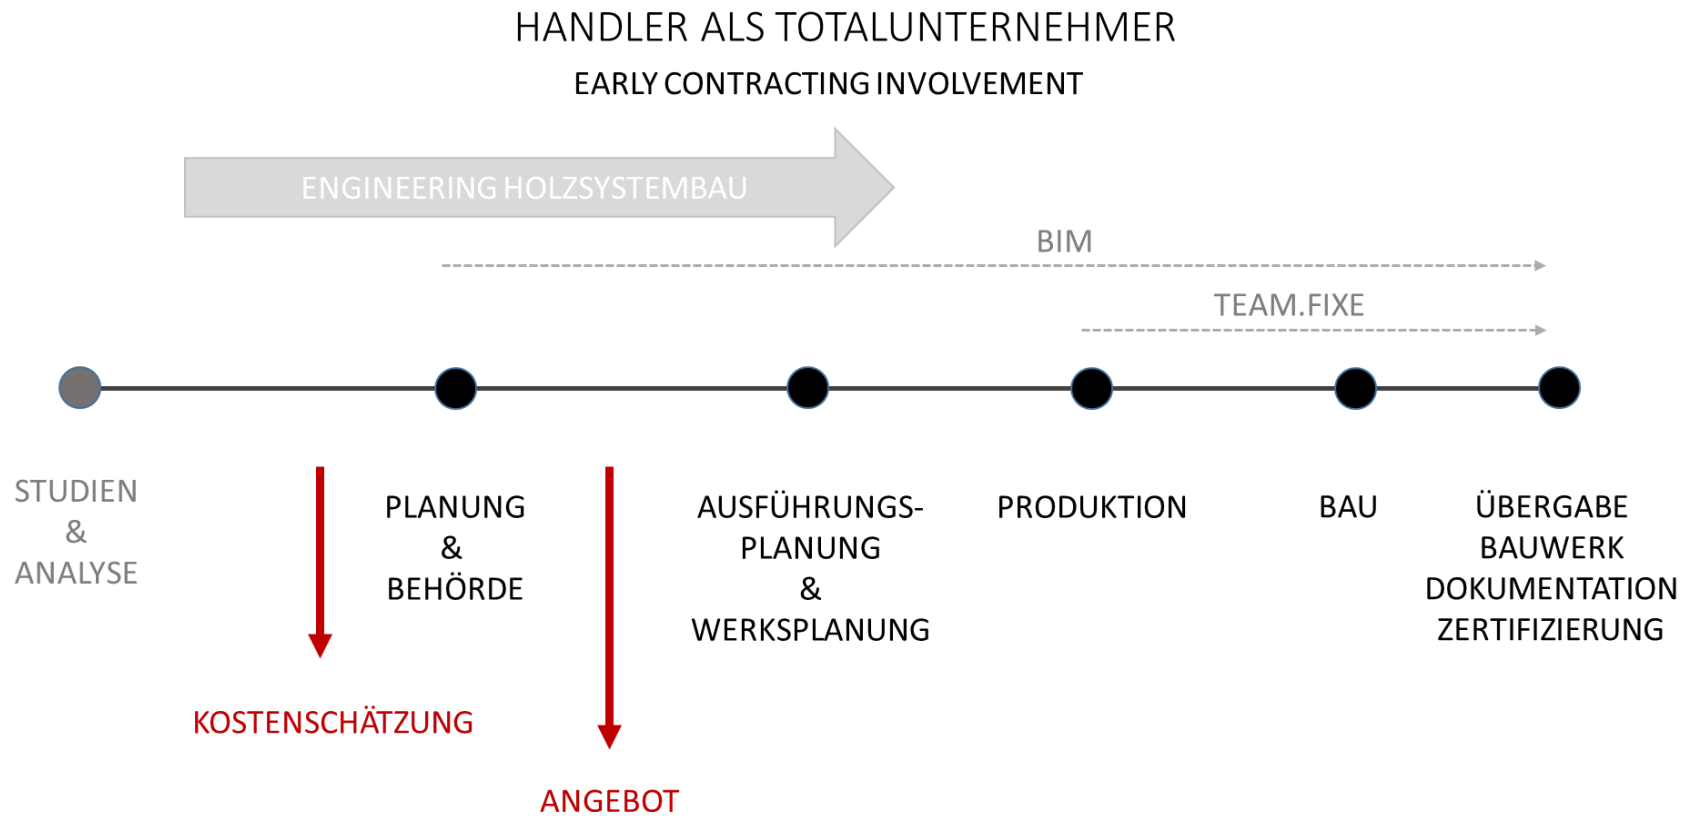 HANDLER ALS TOTALUNTERNEHMER
EARLY CONTRACTING INVOLVEMENT
ENGINEERING HOLZSYSTEMBAU
BIM
TEAM.FIXE
STUDIEN
&
ANALYSE
PLANUNG
&
BEHÖRDE
AUSFÜHRUNGS-
PLANUNG
&
WERKSPLANUNG
PRODUKTION
BAU
ÜBERGABE
BAUWERK
DOKUMENTATION
ZERTIFIZIERUNG
KOSTENSCHÄTZUNG
ANGEBOT